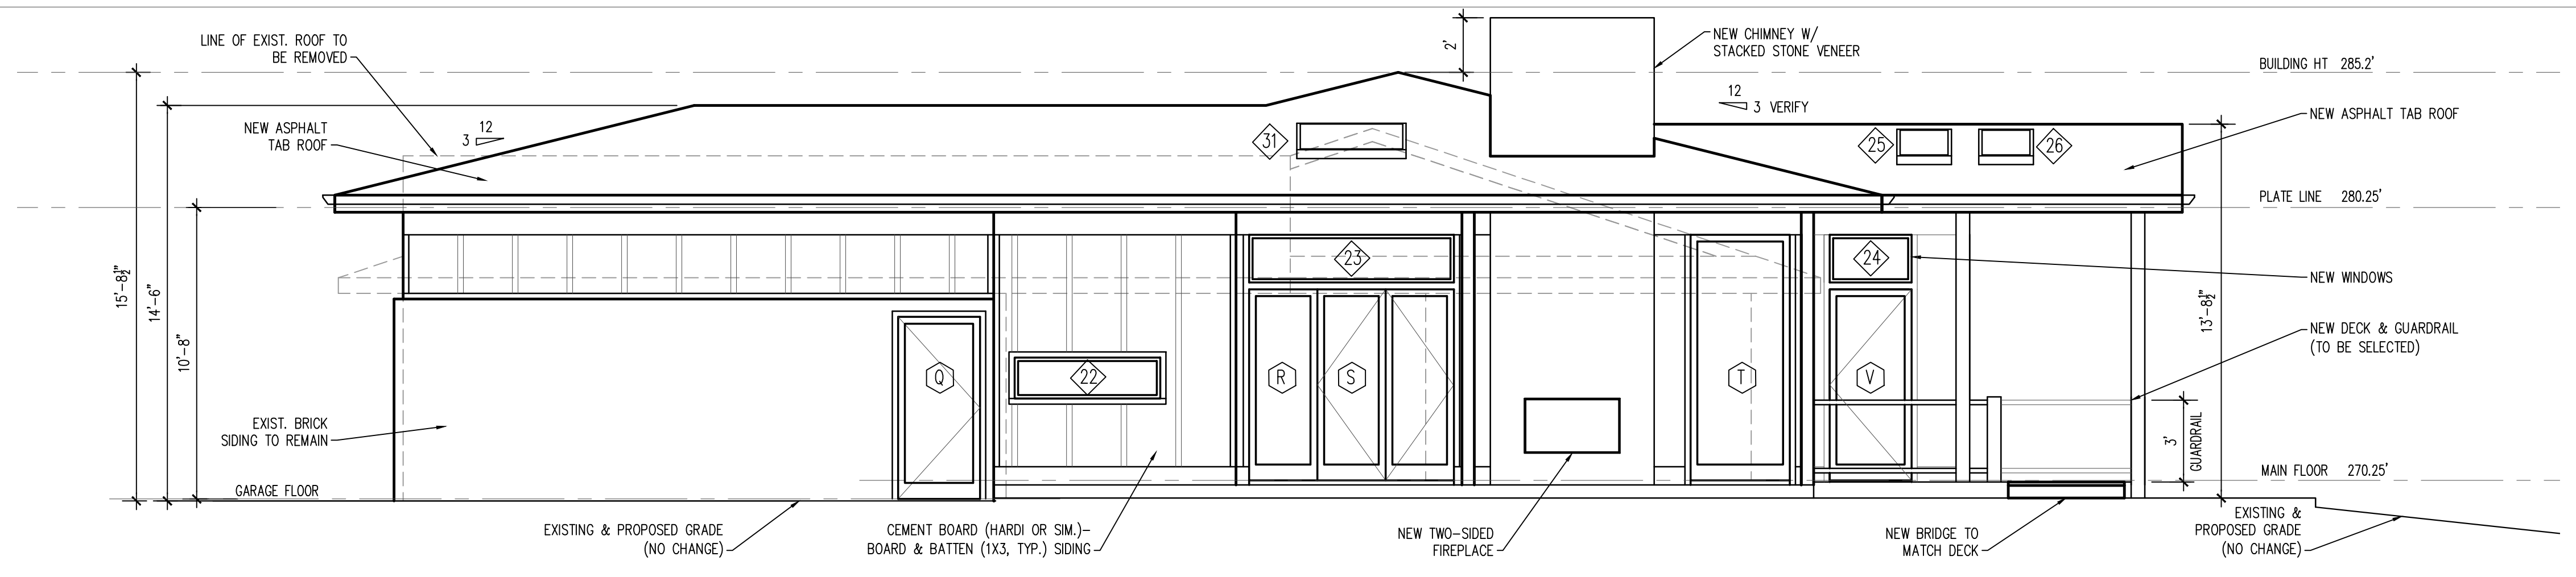 LINE OF EXIST. ROOF TO
BE REMOVED
2'
NEW CHIMNEY W/
STACKED STONE VENEER
BUILDING HT 285.2'
12
3 VERIFY
NEW ASPHALT TAB ROOF
NEW ASPHALT
TAB ROOF
12
3
31
25
26
PLATE LINE 280.25'
15'-8½"
14'-6"
10'-8"
23
24
NEW WINDOWS
13'-8½"
NEW DECK & GUARDRAIL
(TO BE SELECTED)
Q
22
R
S
T
V
3'
GUARDRAIL
EXIST. BRICK
SIDING TO REMAIN
MAIN FLOOR 270.25'
GARAGE FLOOR
EXISTING & PROPOSED GRADE
(NO CHANGE)
CEMENT BOARD (HARDI OR SIM.)-
BOARD & BATTEN (1X3, TYP.) SIDING
NEW TWO-SIDED
FIREPLACE
NEW BRIDGE TO
MATCH DECK
EXISTING &
PROPOSED GRADE
(NO CHANGE)